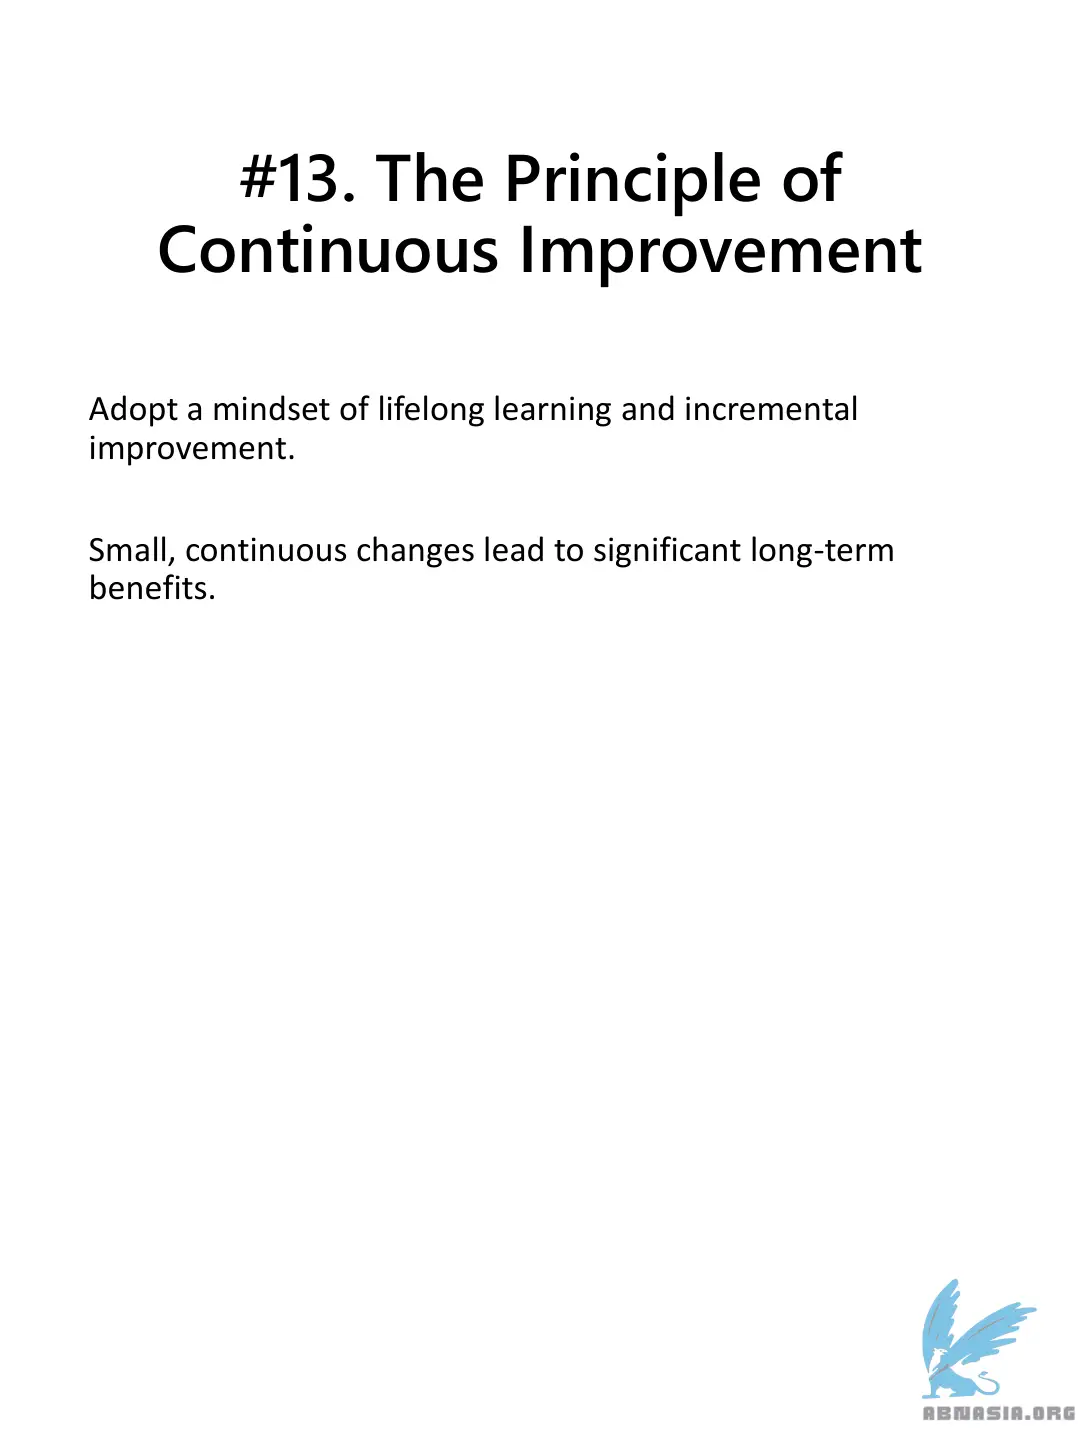 #13. The Principle of
Continuous Improvement
Adopt a mindset of lifelong learning and incremental
improvement.
Small, continuous changes lead to significant long-term
benefits.
ABNASIA.ORG